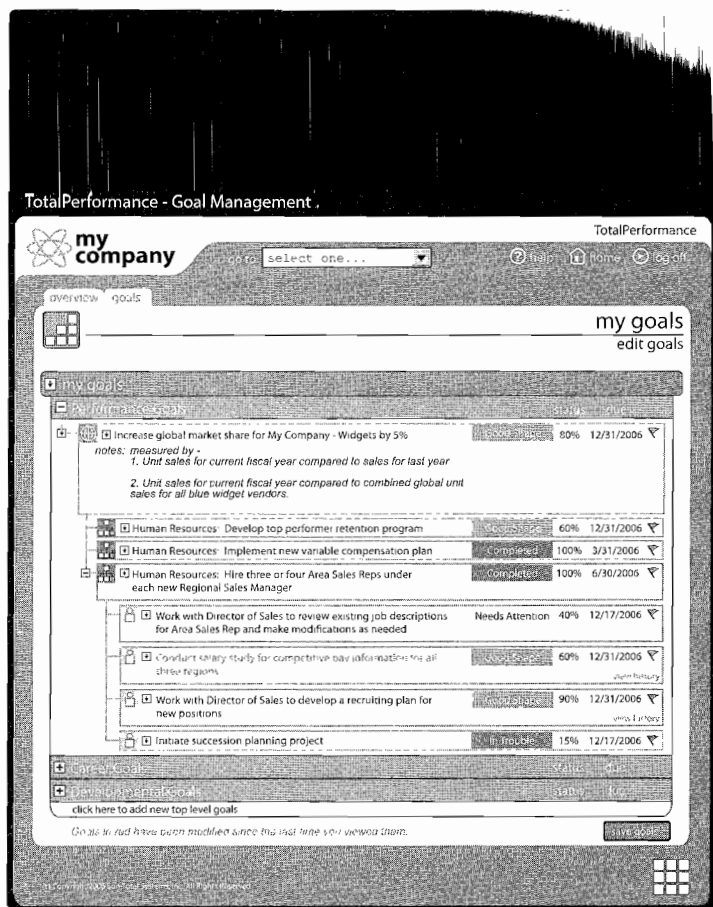 TotalPerformance - Goal Management
TotalPerformance
my
company
go to select one...
help home log off
overview goals
my goals
edit goals
my goals
Performance Goals status due
Increase global market share for My Company - Widgets by 5% 80% 12/31/2006
notes: measured by -
1. Unit sales for current fiscal year compared to sales for last year
2. Unit sales for current fiscal year compared to combined global unit
sales for all blue widget vendors.
Human Resources: Develop top performer retention program 60% 12/31/2006
Human Resources: Implement new variable compensation plan Completed 100% 3/31/2006
Human Resources: Hire three or four Area Sales Reps under Completed 100% 6/30/2006
each new Regional Sales Manager
Work with Director of Sales to review existing job descriptions Needs Attention 40% 12/17/2006
for Area Sales Rep and make modifications as needed
Conduct salary study for competitive pay information for all 60% 12/31/2006
three regions
view history
Work with Director of Sales to develop a recruiting plan for 90% 12/31/2006
new positions
view history
Initiate succession planning project In Trouble 15% 12/17/2006
Career Goal status due
Developmental Goals status due
click here to add new top level goals
Goals in red have been modified since the last time you viewed them.
save goals
All Rights Reserved